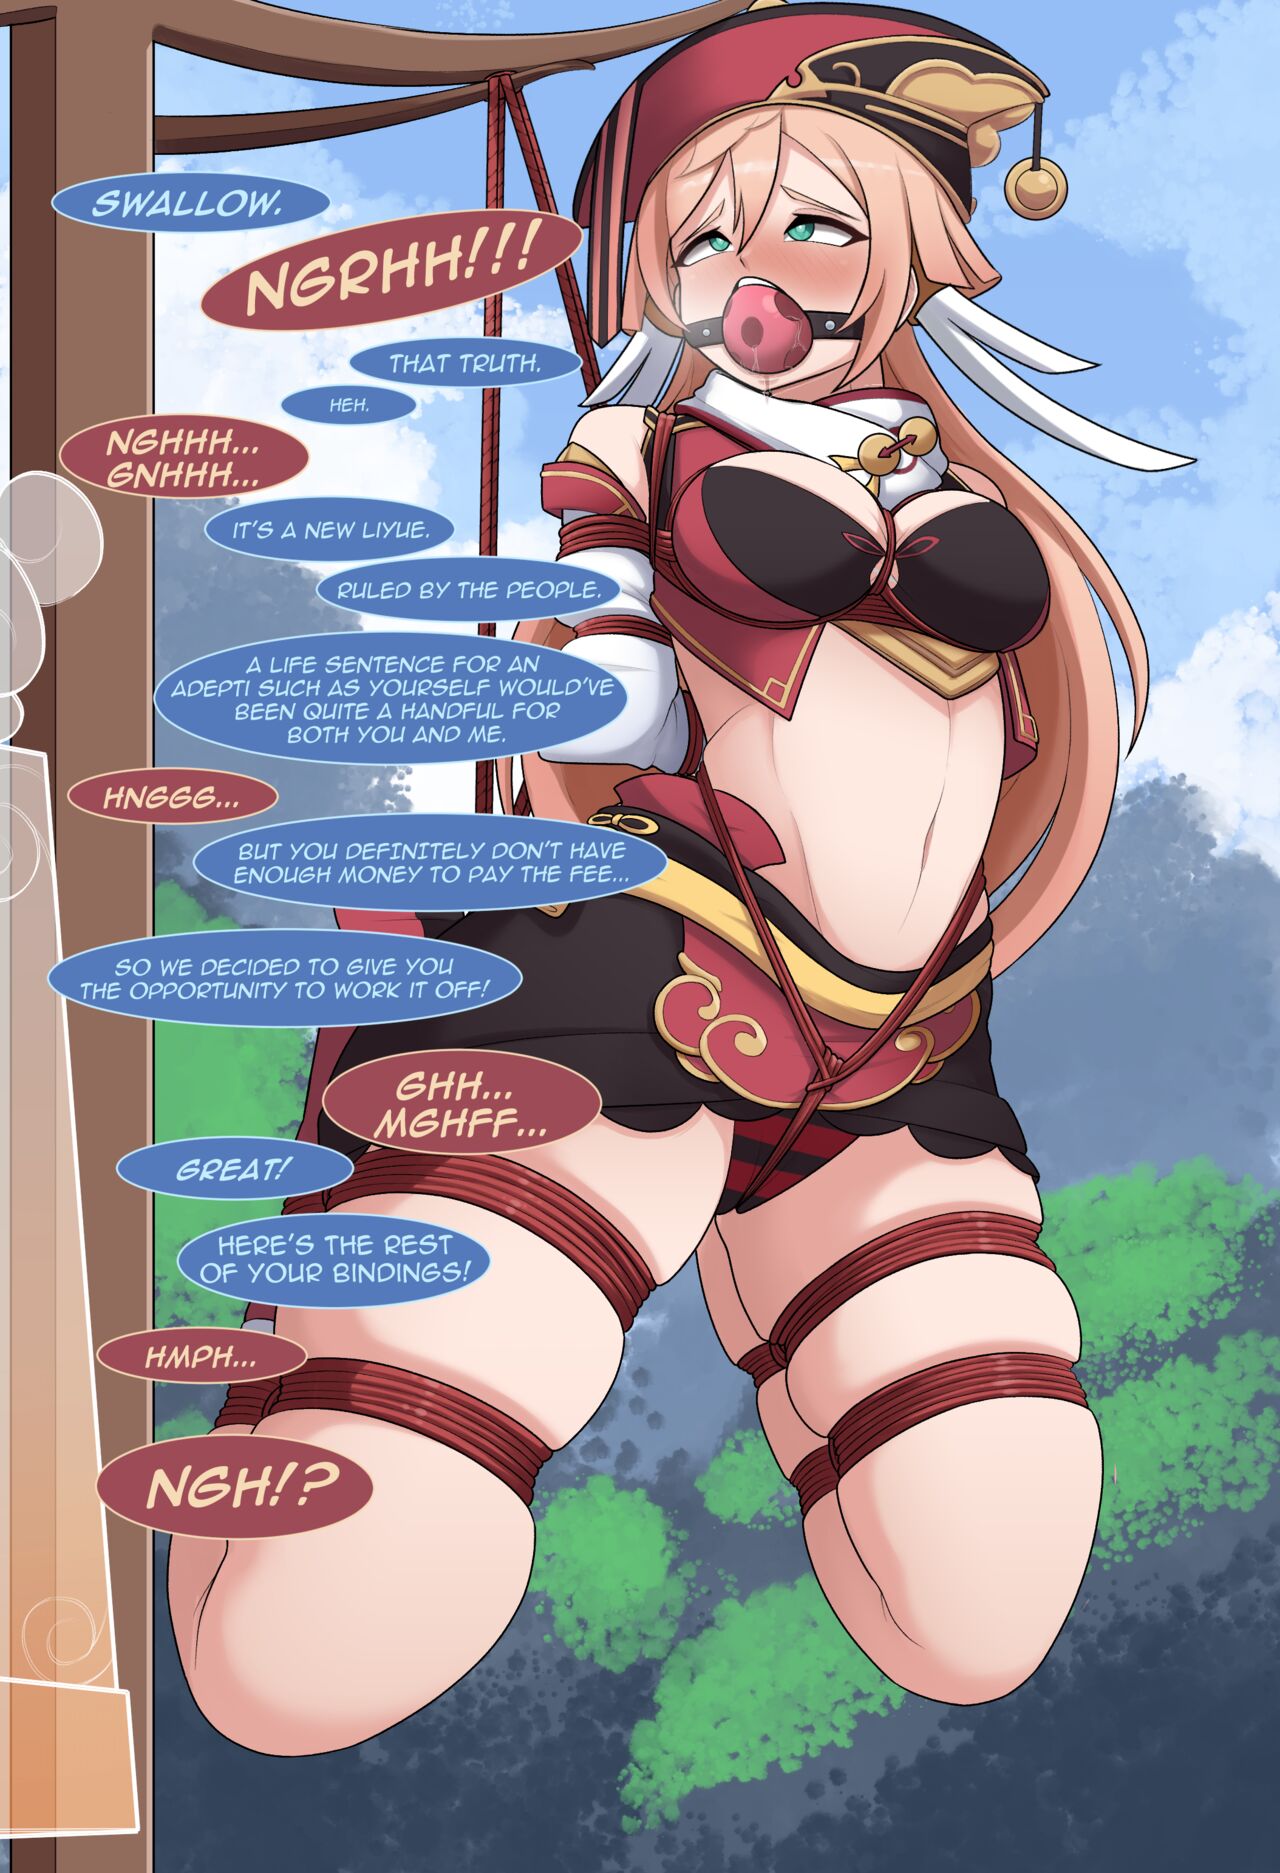 SWALLOW.
NGRHH!!!
THAT TRUTH.
HEH.
NGHHH...
GNHHH...
IT'S A NEW LIYUE.
RULED BY THE PEOPLE.
A LIFE SENTENCE FOR AN
ADEPTI SUCH AS YOURSELF WOULD'VE
BEEN QUITE A HANDFUL FOR
BOTH YOU AND ME.
HNGGG...
BUT YOU DEFINITELY DON'T HAVE
ENOUGH MONEY TO PAY THE FEE...
SO WE DECIDED TO GIVE YOU
THE OPPORTUNITY TO WORK IT OFF!
GHH...
MGHFF...
GREAT!
HERE'S THE REST
OF YOUR BINDINGS!
HMPH...
NGH!?